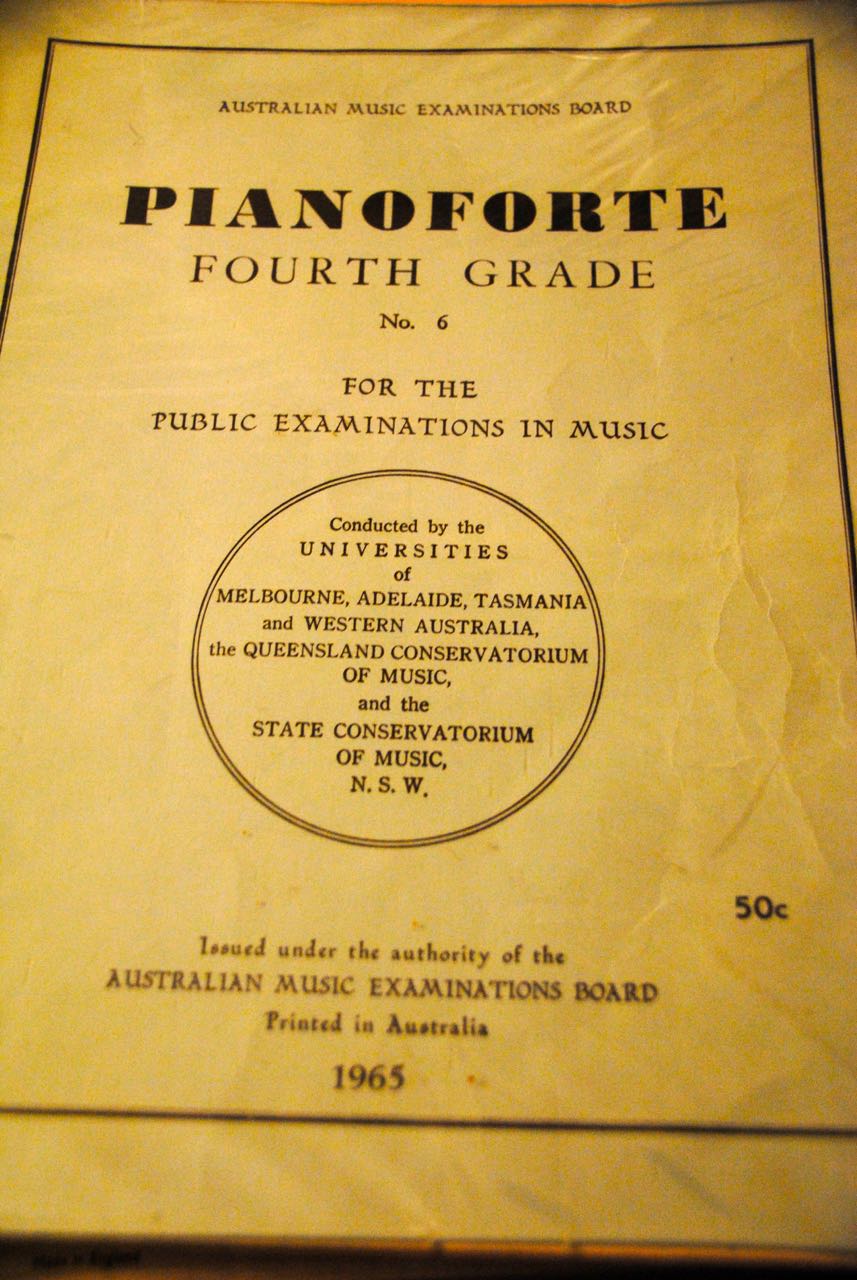 AUSTRALIAN MUSIC EXAMINATIONS BOARD
PIANOFORTE
FOURTH GRADE
No. 6
FOR THE
PUBLIC EXAMINATIONS IN MUSIC
Conducted by the
UNIVERSITIES
of
MELBOURNE, ADELAIDE, TASMANIA
and WESTERN AUSTRALIA,
the QUEENSLAND CONSERVATORIUM
OF MUSIC,
and the
STATE CONSERVATORIUM
OF MUSIC,
N. S. W.
50c
Issued under the authority of the
AUSTRALIAN MUSIC EXAMINATIONS BOARD
Printed in Australia
1965